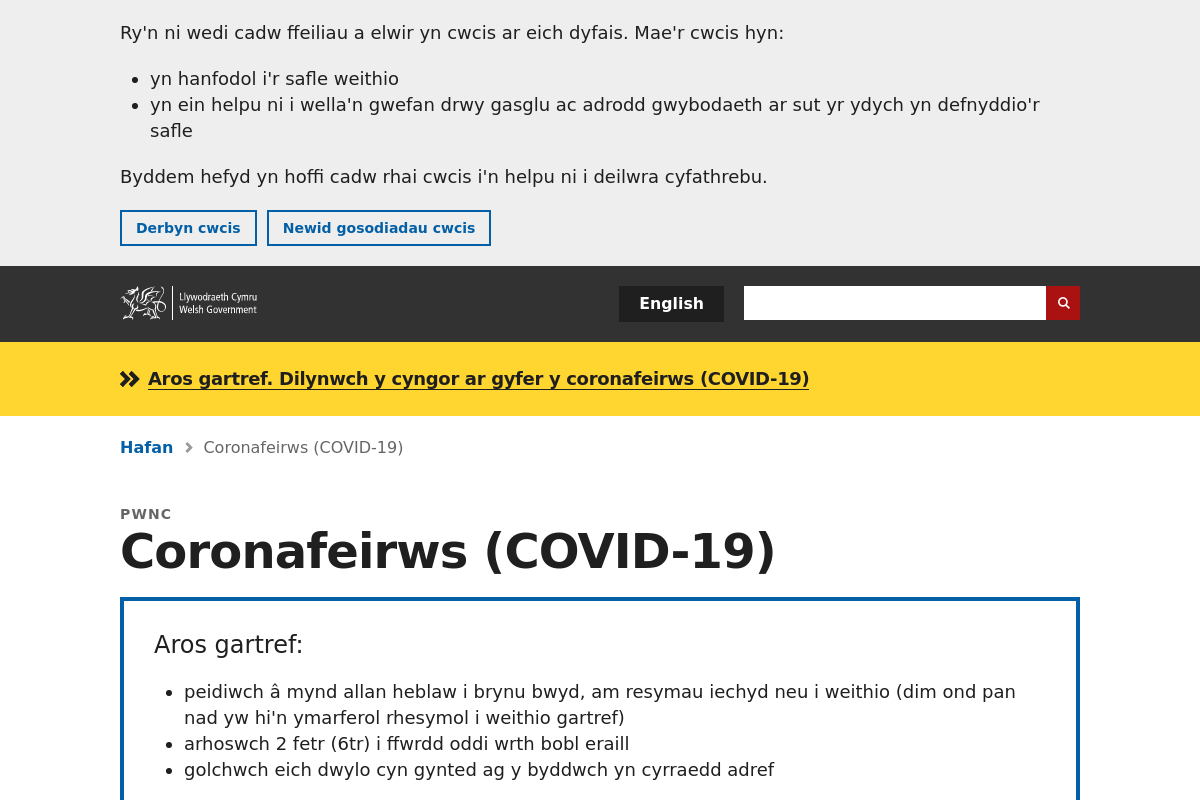 Ry'n ni wedi cadw ffeiliau a elwir yn cwcis ar eich dyfais. Mae'r cwcis hyn:
yn hanfodol i'r safle weithio
yn ein helpu ni i wella'n gwefan drwy gasglu ac adrodd gwybodaeth ar sut yr ydych yn defnyddio'r
safle
Byddem hefyd yn hoffi cadw rhai cwcis i'n helpu ni i deilwra cyfathrebu.
Derbyn cwcis
Newid gosodiadau cwcis
Llywodraeth Cymru
Welsh Government
English
Aros gartref. Dilynwch y cyngor ar gyfer y coronafeirws (COVID-19)
Hafan
Coronafeirws (COVID-19)
PWNC
Coronafeirws (COVID-19)
Aros gartref:
peidiwch â mynd allan heblaw i brynu bwyd, am resymau iechyd neu i weithio (dim ond pan
nad yw hi'n ymarferol rhesymol i weithio gartref)
arhoswch 2 fetr (6tr) i ffwrdd oddi wrth bobl eraill
golchwch eich dwylo cyn gynted ag y byddwch yn cyrraedd adref